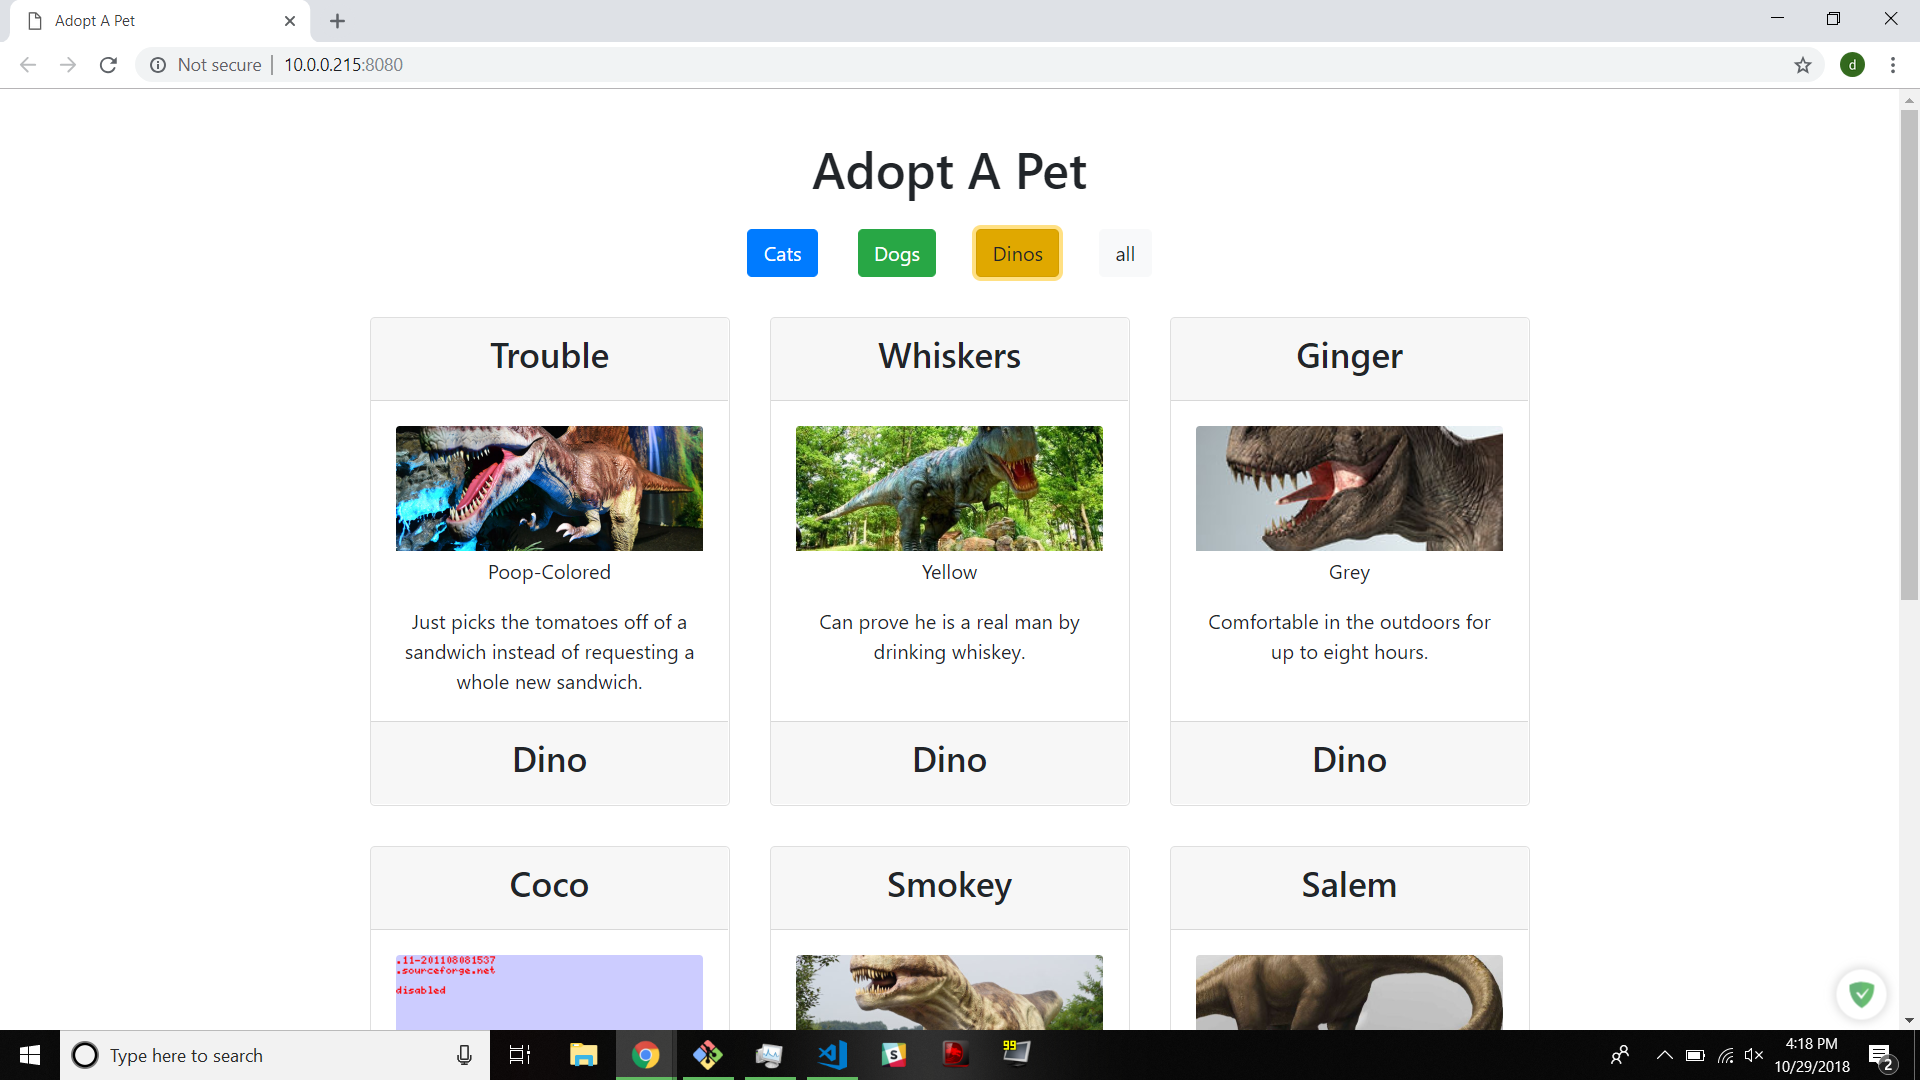 Adopt A Pet
Not secure | 10.0.0.215:8080
d
Adopt A Pet
Cats
Dogs
Dinos
all
Trouble
Poop-Colored
Just picks the tomatoes off of a
sandwich instead of requesting a
whole new sandwich.
Dino
Whiskers
Yellow
Can prove he is a real man by
drinking whiskey.
Dino
Ginger
Grey
Comfortable in the outdoors for
up to eight hours.
Dino
Coco
.11-201108081537
.sourceforge.net
disabled
Smokey
Salem
Type here to search
S
99
4:18 PM
10/29/2018
2